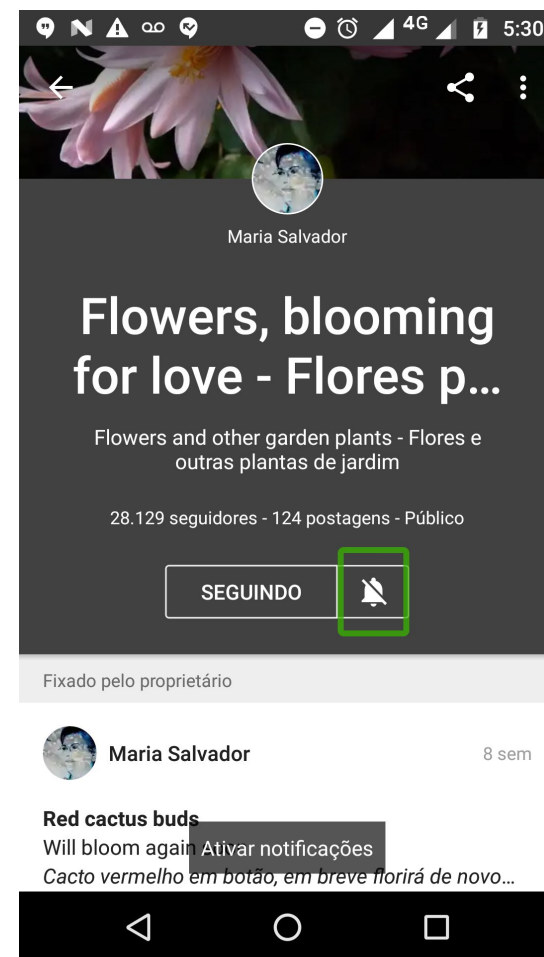 4G 5:30
Maria Salvador
Flowers, blooming
for love - Flores p...
Flowers and other garden plants - Flores e
outras plantas de jardim
28.129 seguidores - 124 postagens - Público
SEGUINDO
Fixado pelo proprietário
Maria Salvador 8 sem
Red cactus buds
Will bloom again
Ativar notificações
Cacto vermelho em botão, em breve florirá de novo...